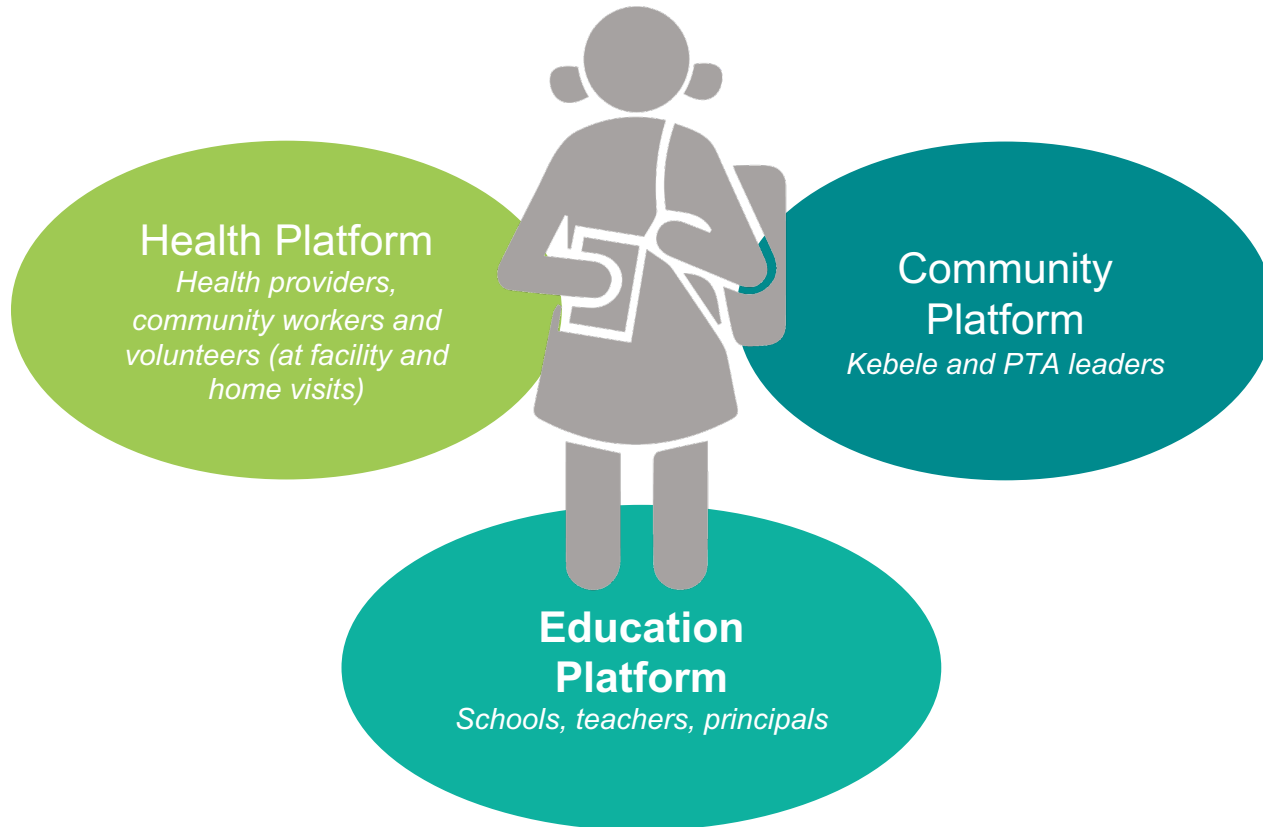 Health Platform
Health providers,
community workers and
volunteers (at facility and
home visits)
Community
Platform
Kebele and PTA leaders
Education
Platform
Schools, teachers, principals